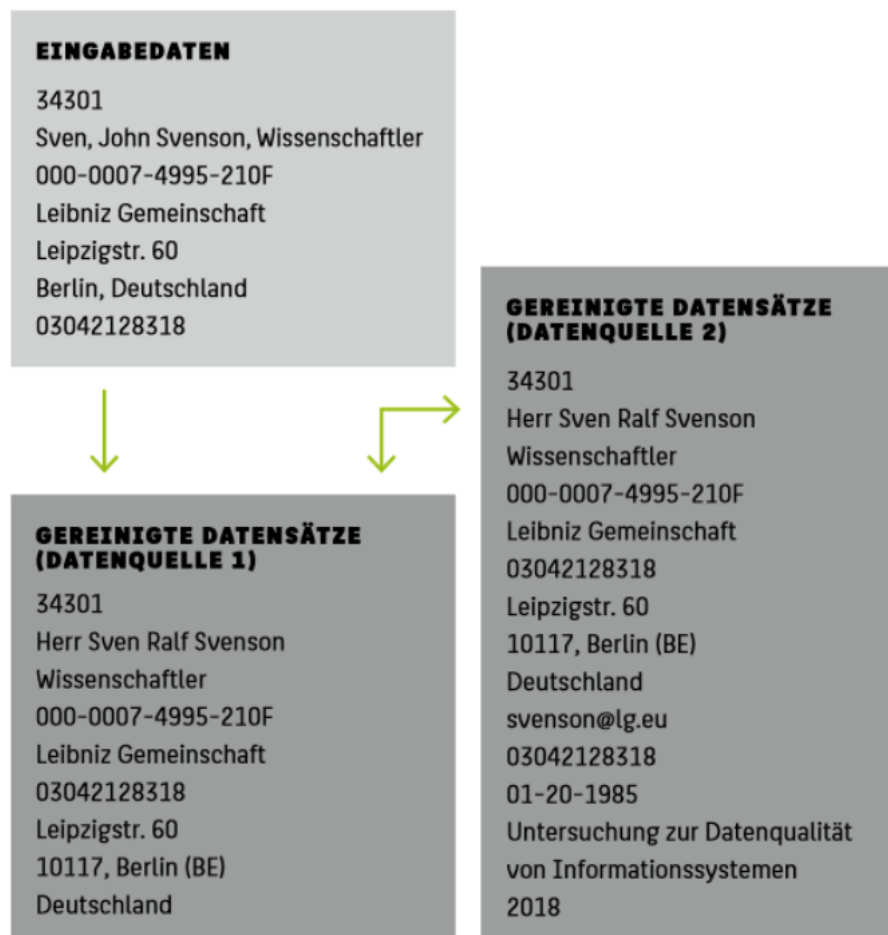 EINGABEDATEN
34301
Sven, John Svenson, Wissenschaftler
000-0007-4995-210F
Leibniz Gemeinschaft
Leipzigstr. 60
Berlin, Deutschland
03042128318
GEREINIGTE DATENSÄTZE
(DATENQUELLE 1)
34301
Herr Sven Ralf Svenson
Wissenschaftler
000-0007-4995-210F
Leibniz Gemeinschaft
03042128318
Leipzigstr. 60
10117, Berlin (BE)
Deutschland
GEREINIGTE DATENSÄTZE
(DATENQUELLE 2)
34301
Herr Sven Ralf Svenson
Wissenschaftler
000-0007-4995-210F
Leibniz Gemeinschaft
03042128318
Leipzigstr. 60
10117, Berlin (BE)
Deutschland
svenson@lg.eu
03042128318
01-20-1985
Untersuchung zur Datenqualität
von Informationssystemen
2018